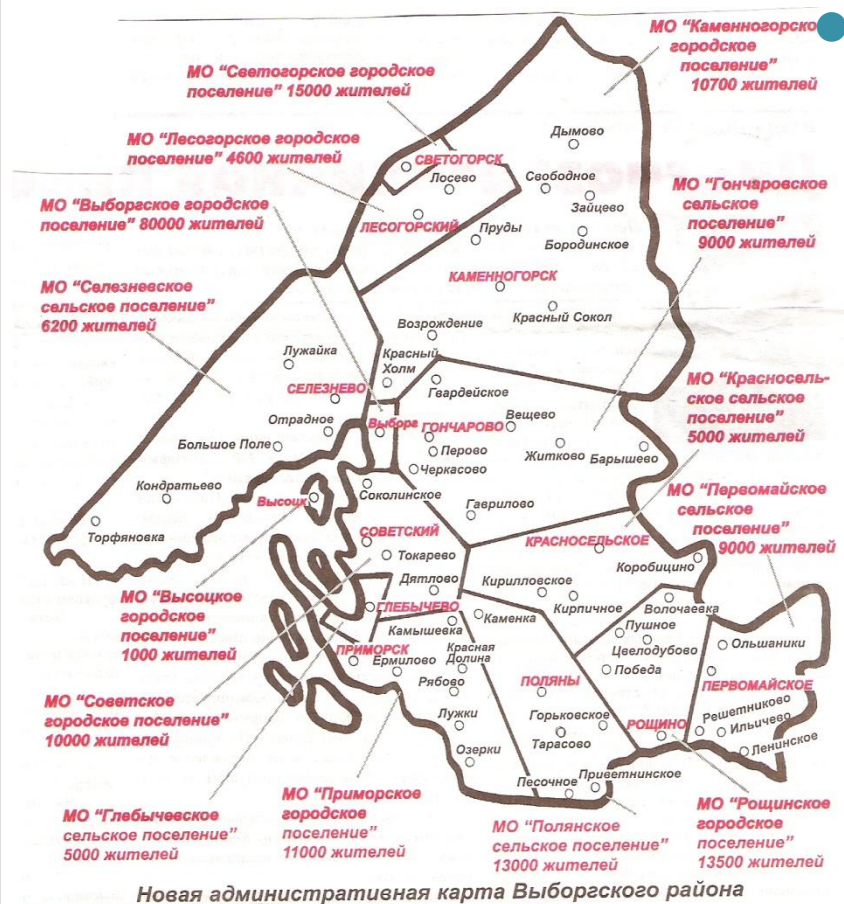 МО “Каменногорско
городское
поселение”
10700 жителей
МО “Светогорское городское
поселение” 15000 жителей
МО “Лесогорское городское
поселение” 4600 жителей
МО “Выборгское городское
поселение” 80000 жителей
МО “Селезневское
сельское поселение”
6200 жителей
МО “Гончаровское
сельское
поселение”
9000 жителей
МО “Красносель-
ское сельское
поселение”
5000 жителей
МО “Первомайское
сельское
поселение”
9000 жителей
Дымово
СВЕТОГОРСК
Лосево
Свободное
Зайцево
ЛЕСОГОРСКИЙ
Пруды
Бородинское
КАМЕННОГОРСК
Красный Сокол
Возрождение
Лужайка
Красный
Холм
СЕЛЕЗНЕВО
Гвардейское
Отрадное
Выборг
ГОНЧАРОВО
Вещево
Большое Поле
Перово
Житково
Барышево
Черкасово
Кондратьево
Высоцк
Соколинское
Гаврилово
Торфяновка
СОВЕТСКИЙ
КРАСНОСЕЛЬСКОЕ
Токарево
Коробицино
Дятлово
Кирилловское
ГЛЕБЫЧЕВО
Кирпичное
Волочаевка
Камышевка
Каменка
Пушное
Цвелодубово
Ольшаники
ПРИМОРСК
Ермилово
Красная
Долина
Победа
Рябово
ПОЛЯНЫ
ПЕРВОМАЙСКОЕ
Лужки
Горьковское
РОЩИНО
Решетниково
Ильичево
Тарасово
Ленинское
Озерки
Песочное
Приветнинское
МО “Высоцкое
городское
поселение”
1000 жителей
МО “Советское
городское поселение”
10000 жителей
МО “Глебычевское
сельское поселение”
5000 жителей
МО “Приморское
городское
поселение”
11000 жителей
МО “Полянское
сельское поселение”
13000 жителей
МО “Рощинское
городское
поселение”
13500 жителей
Новая административная карта Выборгского района